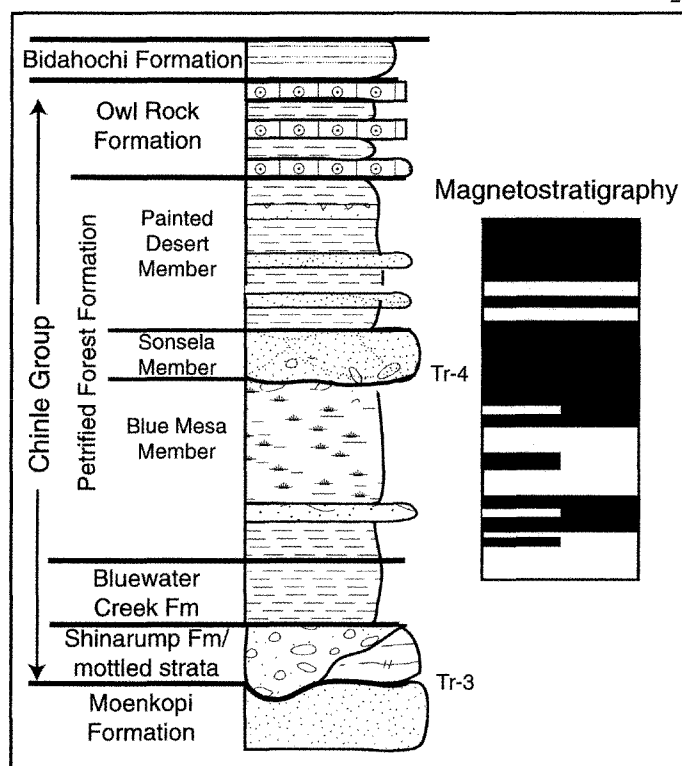 Bidahochi Formation
Owl Rock
Formation
Magnetostratigraphy
Painted
Desert
Member
Sonsela
Member
Tr-4
Blue Mesa
Member
Petrified Forest Formation
Chinle Group
Bluewater
Creek Fm
Shinarump Fm/
mottled strata
Tr-3
Moenkopi
Formation